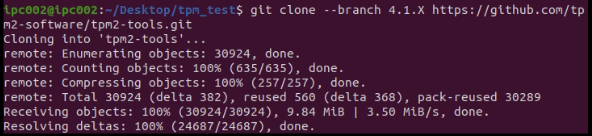 ipc002@ipc002:~/Desktop/tpm_test$ git clone --branch 4.1.X https://github.com/tp
m2-software/tpm2-tools.git
Cloning into 'tpm2-tools'...
remote: Enumerating objects: 30924, done.
remote: Counting objects: 100% (635/635), done.
remote: Compressing objects: 100% (257/257), done.
remote: Total 30924 (delta 382), reused 560 (delta 368), pack-reused 30289
Receiving objects: 100% (30924/30924), 9.84 MiB | 3.50 MiB/s, done.
Resolving deltas: 100% (24687/24687), done.